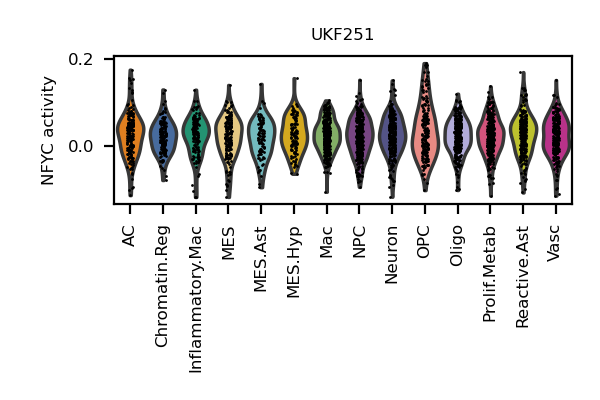 UKF251
NFYC activity
0.2
0.0
AC
Chromatin.Reg
Inflammatory.Mac
MES
MES.Ast
MES.Hyp
Mac
NPC
Neuron
OPC
Oligo
Prolif.Metab
Reactive.Ast
Vasc